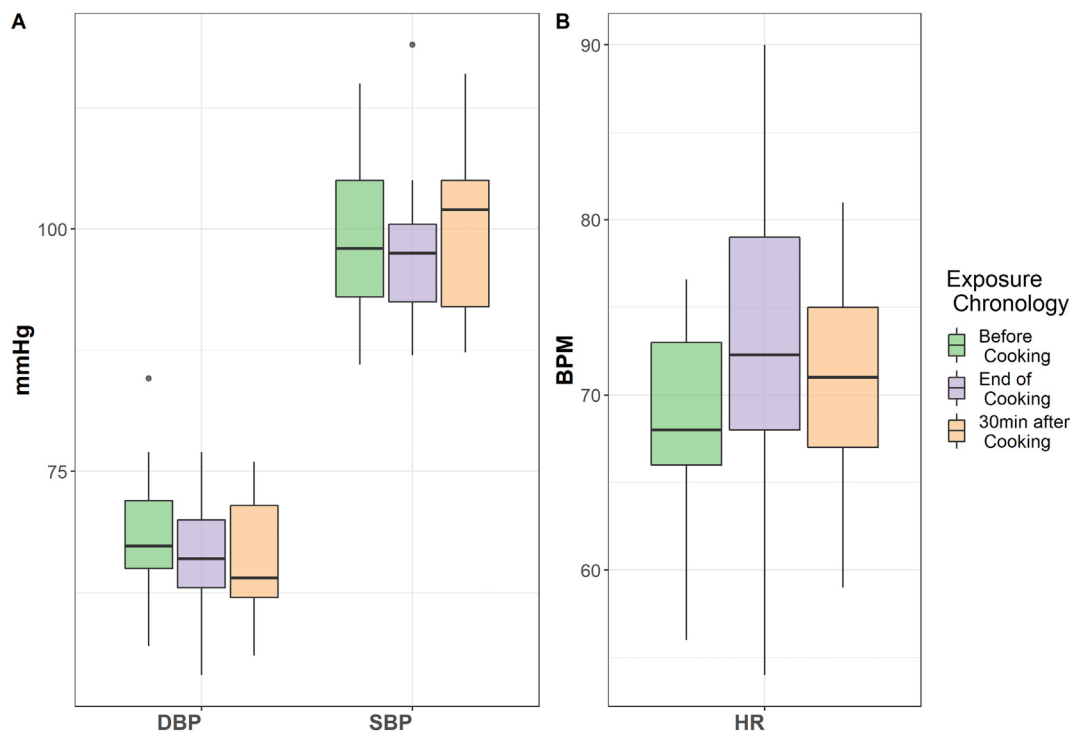 A
mmHg
100
75
DBP
SBP
B
BPM
90
80
70
60
HR
Exposure
Chronology
Before
Cooking
End of
Cooking
30min after
Cooking